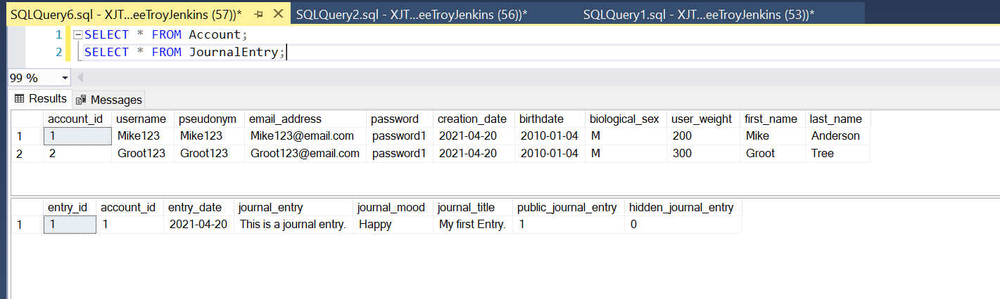 SQLQuery6.sql - XJT...eeTroyJenkins (57))* SQLQuery2.sql - XJT...eeTroyJenkins (56))* SQLQuery1.sql - XJT...eeTroyJenkins (53))*
1 SELECT * FROM Account;
2 SELECT * FROM JournalEntry;
99 %
Results Messages
account_id username pseudonym email_address password creation_date birthdate biological_sex user_weight first_name last_name
1 1 Mike123 Mike123 Mike123@email.com password1 2021-04-20 2010-01-04 M 200 Mike Anderson
2 2 Groot123 Groot123 Groot123@email.com password1 2021-04-20 2010-01-04 M 300 Groot Tree
entry_id account_id entry_date journal_entry journal_mood journal_title public_journal_entry hidden_journal_entry
1 1 1 2021-04-20 This is a journal entry. Happy My first Entry. 1 0